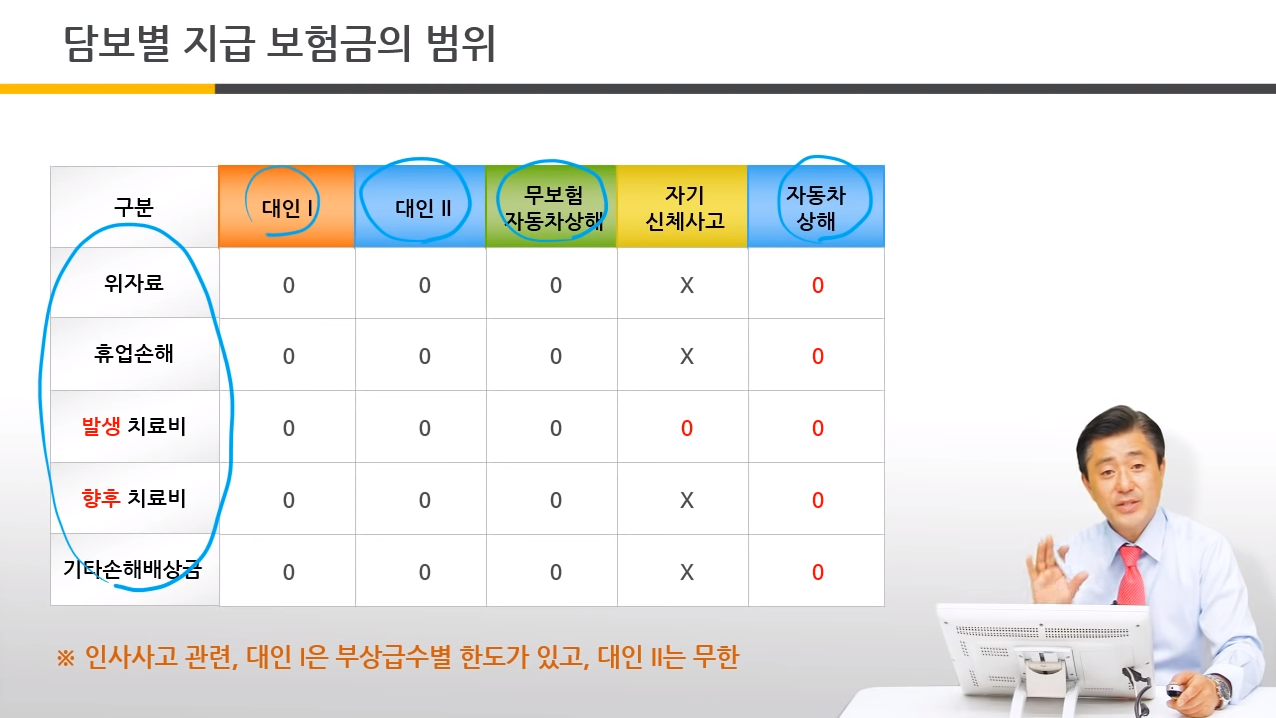 담보별 지급 보험금의 범위
구분 대인 I 대인 II 무보험 자동차상해 자기 신체사고 자동차 상해
위자료 0 0 0 X 0
휴업손해 0 0 0 X 0
발생 치료비 0 0 0 0 0
향후 치료비 0 0 0 X 0
기타손해배상금 0 0 0 X 0
※ 인사사고 관련, 대인 I은 부상급수별 한도가 있고, 대인 II는 무한